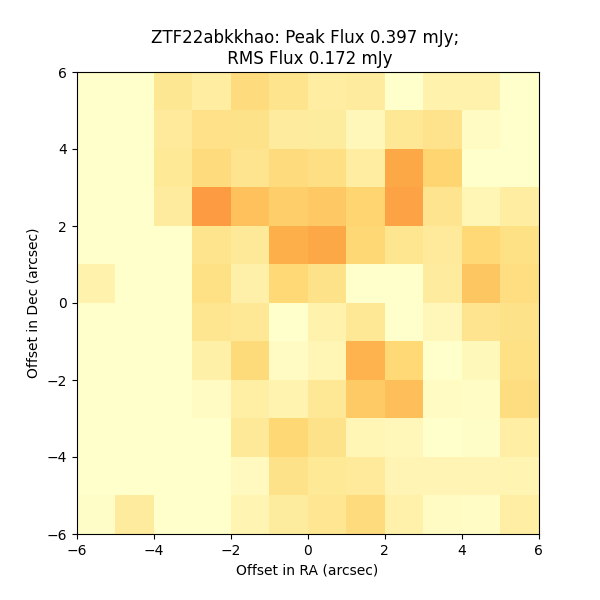 ZTF22abkkhao: Peak Flux 0.397 mJy;
RMS Flux 0.172 mJy
6
4
2
0
−2
−4
−6
Offset in Dec (arcsec)
−6 −4 −2 0 2 4 6
Offset in RA (arcsec)